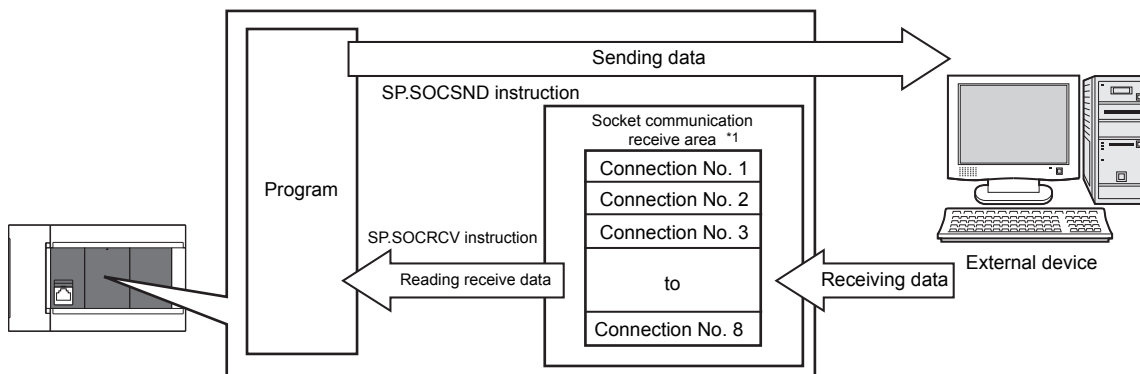 Sending data
SP.SOCSND instruction
Program
Socket communication
receive area *1
Connection No. 1
Connection No. 2
Connection No. 3
to
Connection No. 8
SP.SOCRCV instruction
Reading receive data
Receiving data
External device